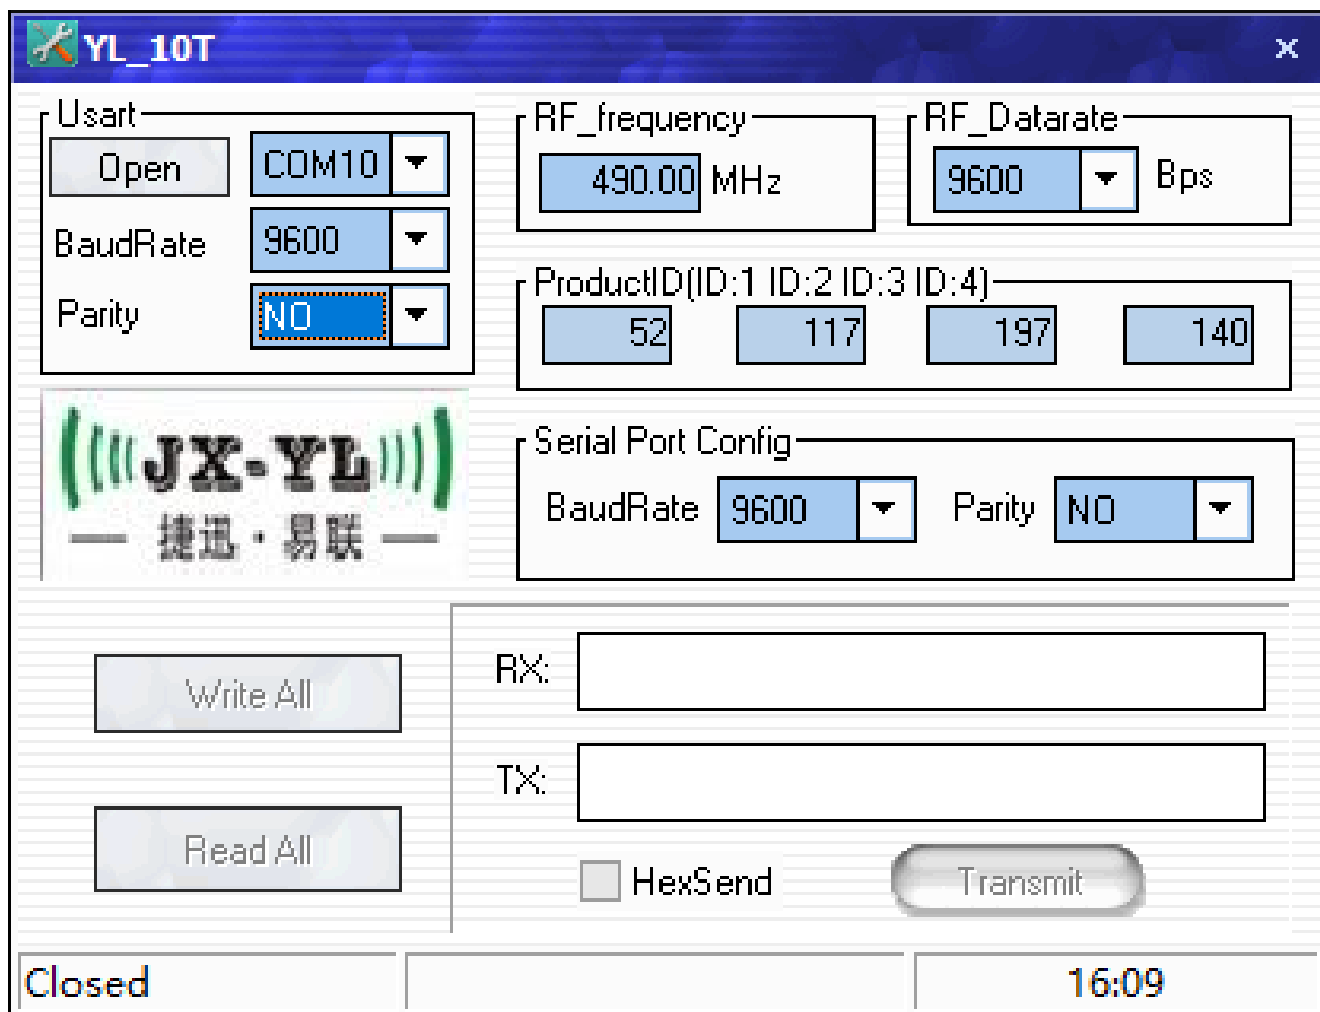 YL_10T
x
Usart
Open COM10
BaudRate 9600
Parity NO
RF_frequency
490.00 MHz
RF_Datarate
9600 Bps
ProductID(ID:1 ID:2 ID:3 ID:4)
52 117 197 140
JX-YL
捷迅·易联
Serial Port Config
BaudRate 9600 Parity NO
Write All
Read All
RX:
TX:
HexSend Transmit
Closed 16:09